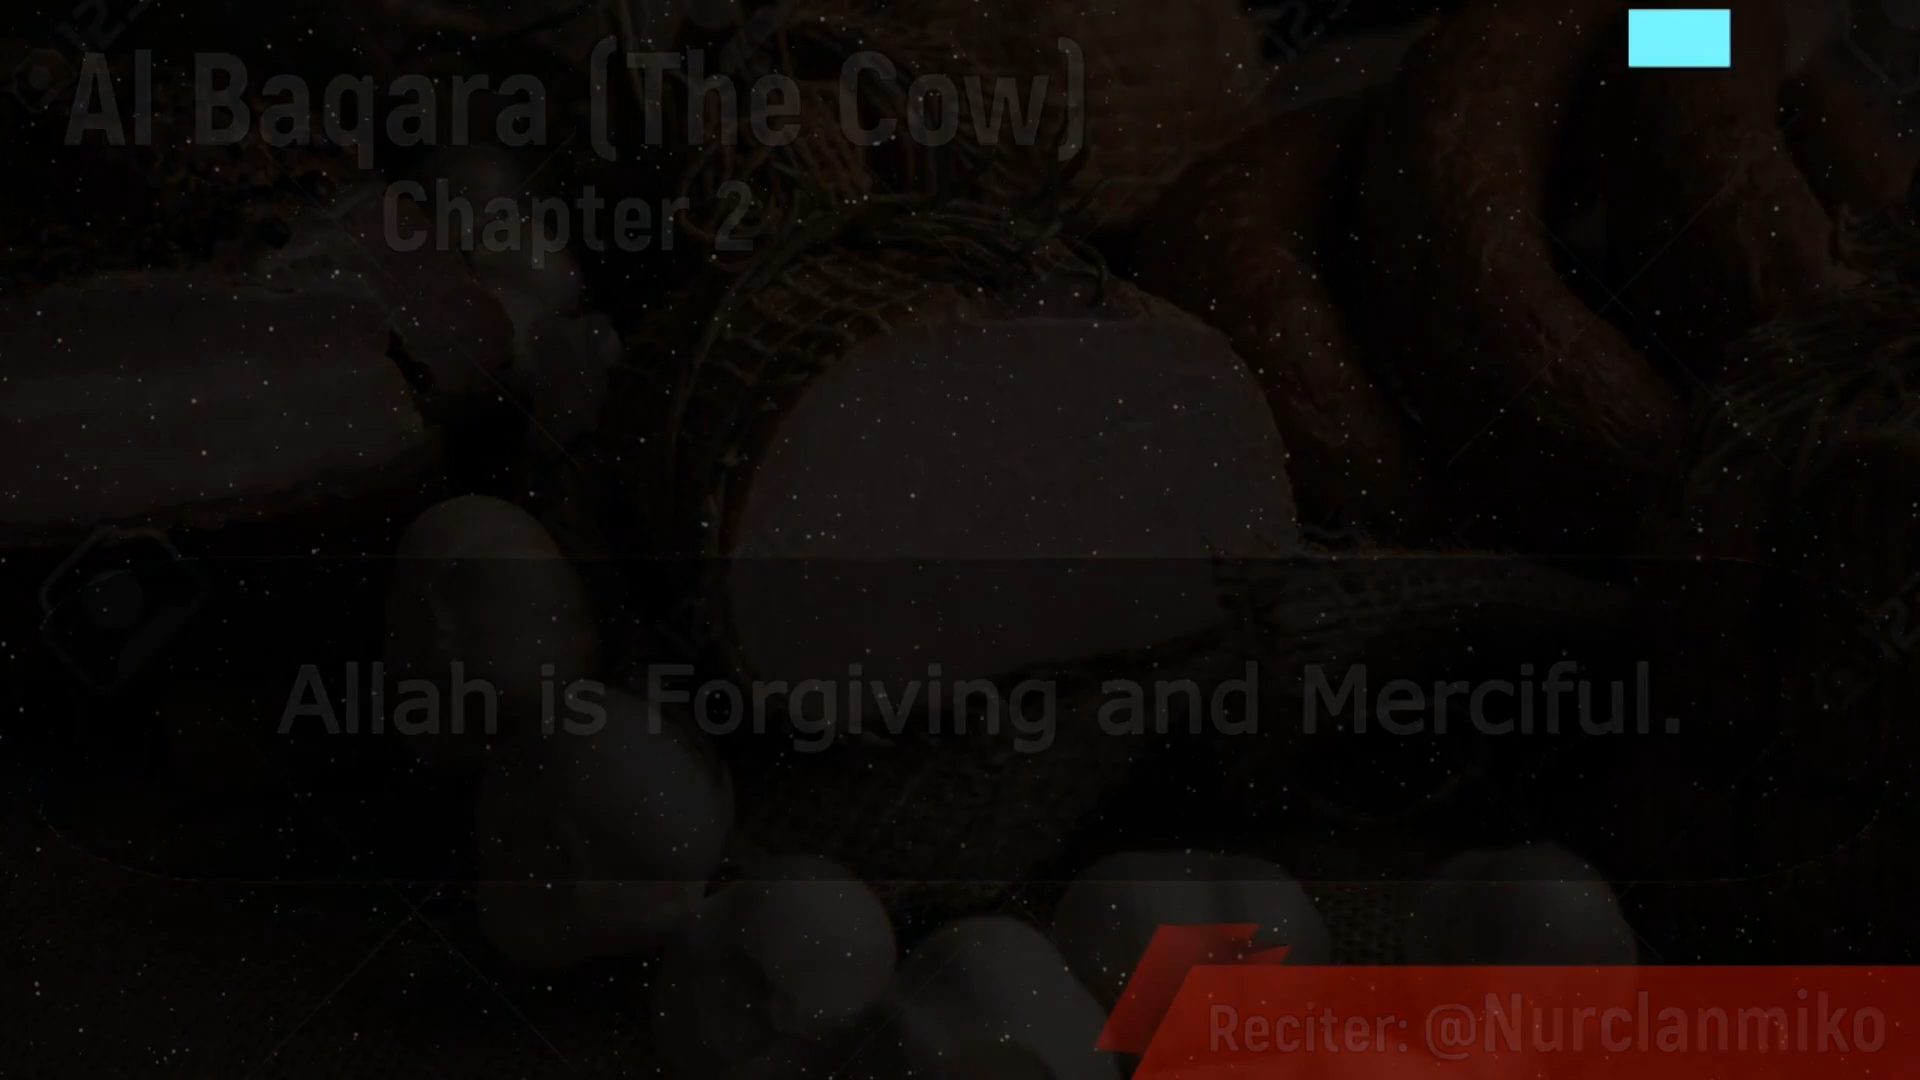 Al Baqara (The Cow)
Chapter 2
Allah is Forgiving and Merciful.
Reciter: @Nurclanmiko